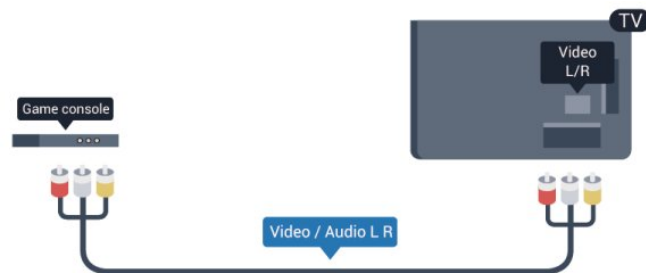 TV
Video
L/R
Game console
Video / Audio L R